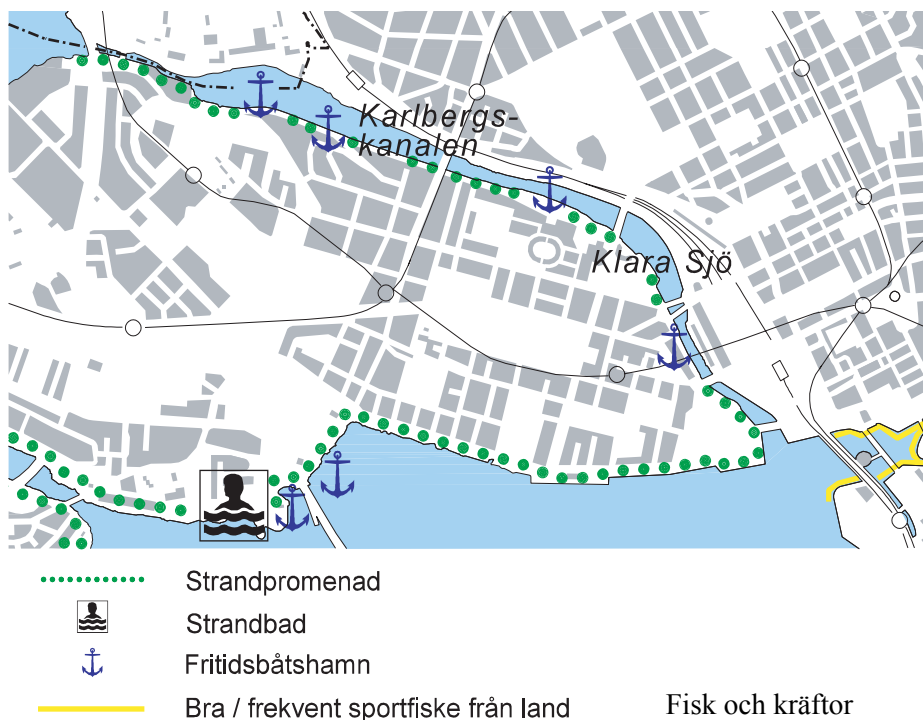 Karlbergs-
kanalen
Klara Sjö
Strandpromenad
Strandbad
Fritidsbåtshamn
Bra / frekvent sportfiske från land
Fisk och kräftor